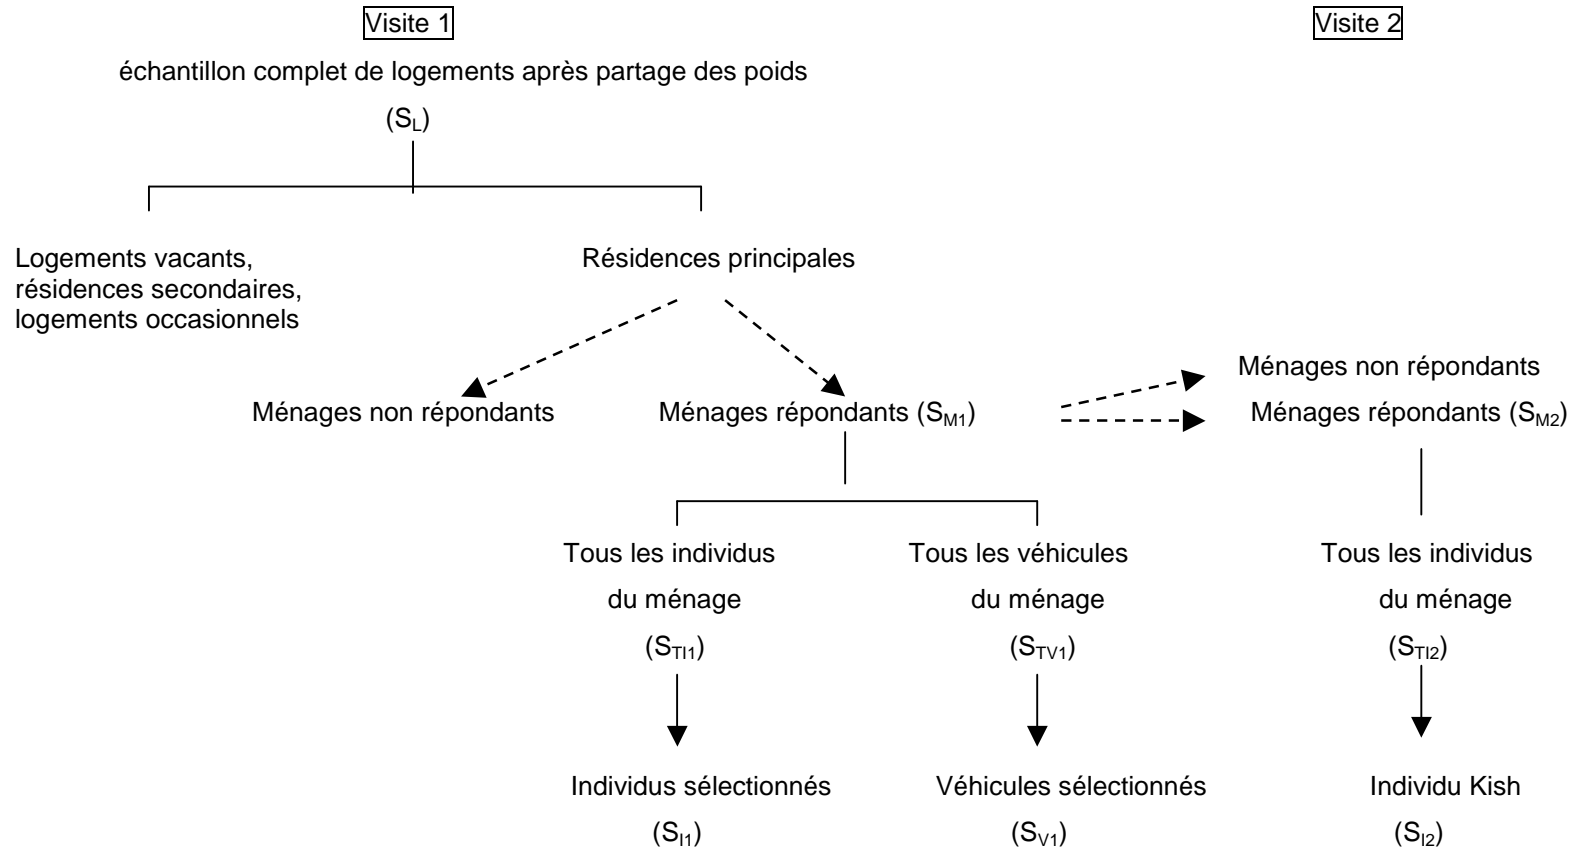 Visite 1
Visite 2
échantillon complet de logements après partage des poids
(S_L)
Logements vacants,
résidences secondaires,
logements occasionnels
Résidences principales
Ménages non répondants
Ménages répondants (S_M1)
Ménages non répondants
Ménages répondants (S_M2)
Tous les individus
du ménage
(S_TI1)
Tous les véhicules
du ménage
(S_TV1)
Tous les individus
du ménage
(S_TI2)
Individus sélectionnés
(S_I1)
Véhicules sélectionnés
(S_V1)
Individu Kish
(S_I2)